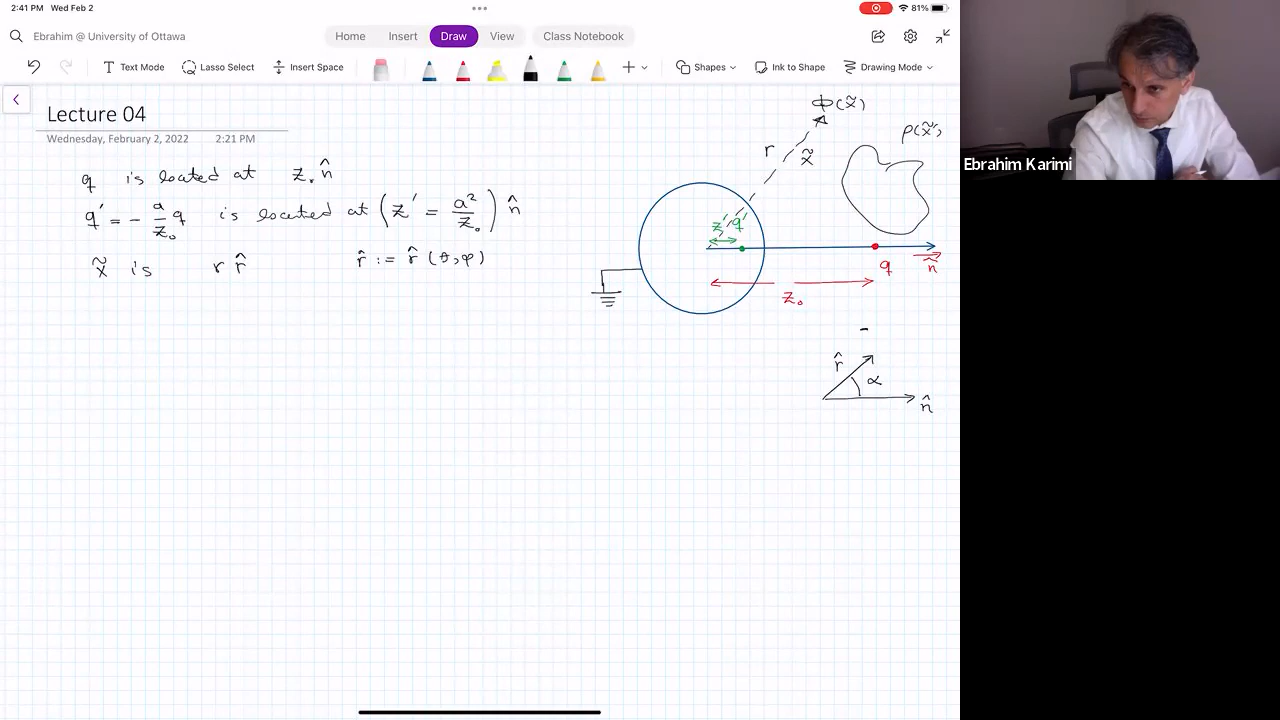 2:41 PM Wed Feb 2
81%
Ebrahim @ University of Ottawa
Home Insert Draw View Class Notebook
Text Mode Lasso Select Insert Space Shapes Ink to Shape Drawing Mode
Lecture 04
Wednesday, February 2, 2022 2:21 PM
q is located at z₀ n̂
q' = - a/z₀ q is located at (z' = a²/z₀) n̂
x̃ is r r̂ r̂ := r̂ (θ, φ)
Φ(x̃)
r
x̃
ρ(x̃')
z' q'
q
n
z₀
r̂
α
n̂
Ebrahim Karimi